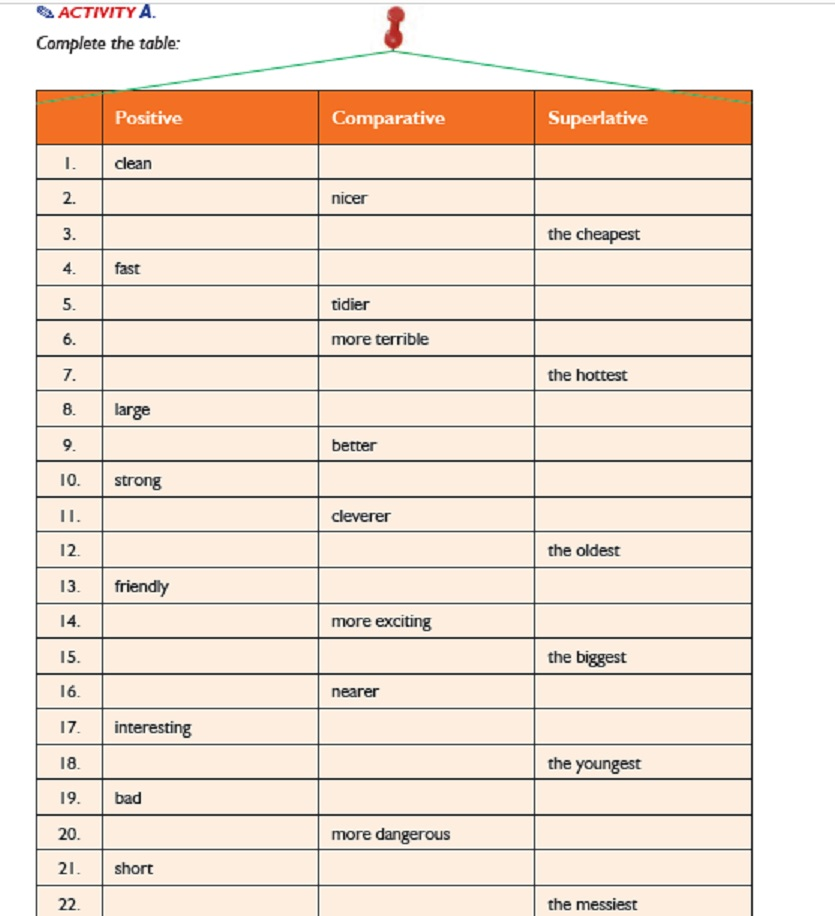 ACTIVITY A.
Complete the table:
Positive Comparative Superlative
1. clean
2. nicer
3. the cheapest
4. fast
5. tidier
6. more terrible
7. the hottest
8. large
9. better
10. strong
11. cleverer
12. the oldest
13. friendly
14. more exciting
15. the biggest
16. nearer
17. interesting
18. the youngest
19. bad
20. more dangerous
21. short
22. the messiest